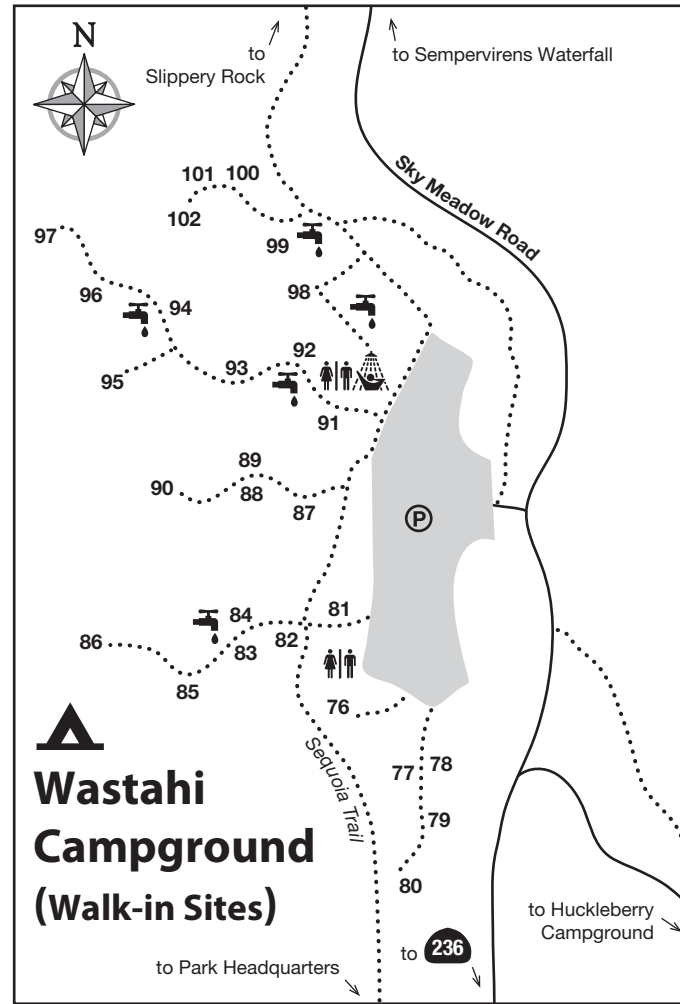 N
to
Slippery Rock
to Sempervirens Waterfall
Sky Meadow Road
101 100
102
99
97
98
96
94
92
95
93
91
89
90
88
87
84
81
86
82
83
85
76
78
77
79
80
P
Sequoia Trail
Wastahi
Campground
(Walk-in Sites)
to Huckleberry
Campground
to 236
to Park Headquarters